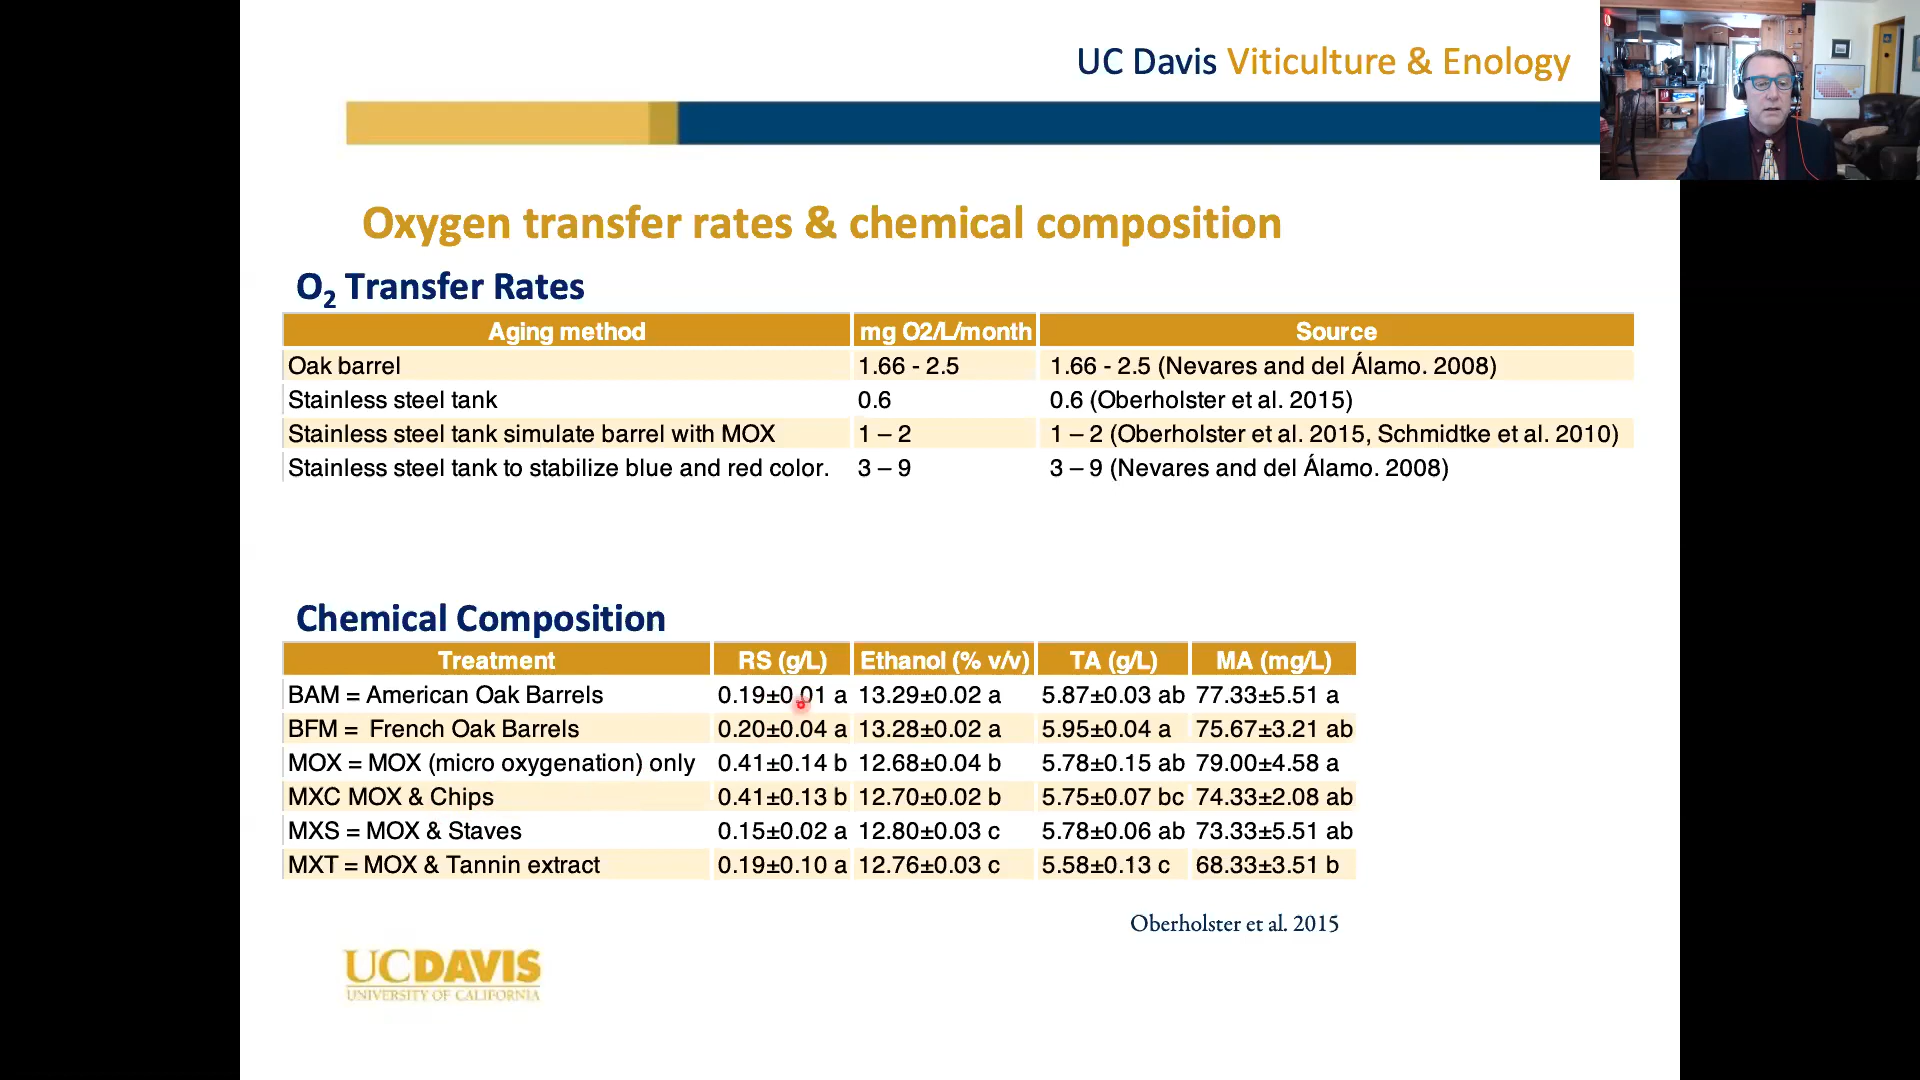 UC Davis Viticulture & Enology
Oxygen transfer rates & chemical composition
O2 Transfer Rates
Aging method mg O2/L/month Source
Oak barrel 1.66 - 2.5 1.66 - 2.5 (Nevares and del Álamo. 2008)
Stainless steel tank 0.6 0.6 (Oberholster et al. 2015)
Stainless steel tank simulate barrel with MOX 1 – 2 1 – 2 (Oberholster et al. 2015, Schmidtke et al. 2010)
Stainless steel tank to stabilize blue and red color. 3 – 9 3 – 9 (Nevares and del Álamo. 2008)
Chemical Composition
Treatment RS (g/L) Ethanol (% v/v) TA (g/L) MA (mg/L)
BAM = American Oak Barrels 0.19±0.01 a 13.29±0.02 a 5.87±0.03 ab 77.33±5.51 a
BFM = French Oak Barrels 0.20±0.04 a 13.28±0.02 a 5.95±0.04 a 75.67±3.21 ab
MOX = MOX (micro oxygenation) only 0.41±0.14 b 12.68±0.04 b 5.78±0.15 ab 79.00±4.58 a
MXC MOX & Chips 0.41±0.13 b 12.70±0.02 b 5.75±0.07 bc 74.33±2.08 ab
MXS = MOX & Staves 0.15±0.02 a 12.80±0.03 c 5.78±0.06 ab 73.33±5.51 ab
MXT = MOX & Tannin extract 0.19±0.10 a 12.76±0.03 c 5.58±0.13 c 68.33±3.51 b
Oberholster et al. 2015
UCDAVIS
UNIVERSITY OF CALIFORNIA